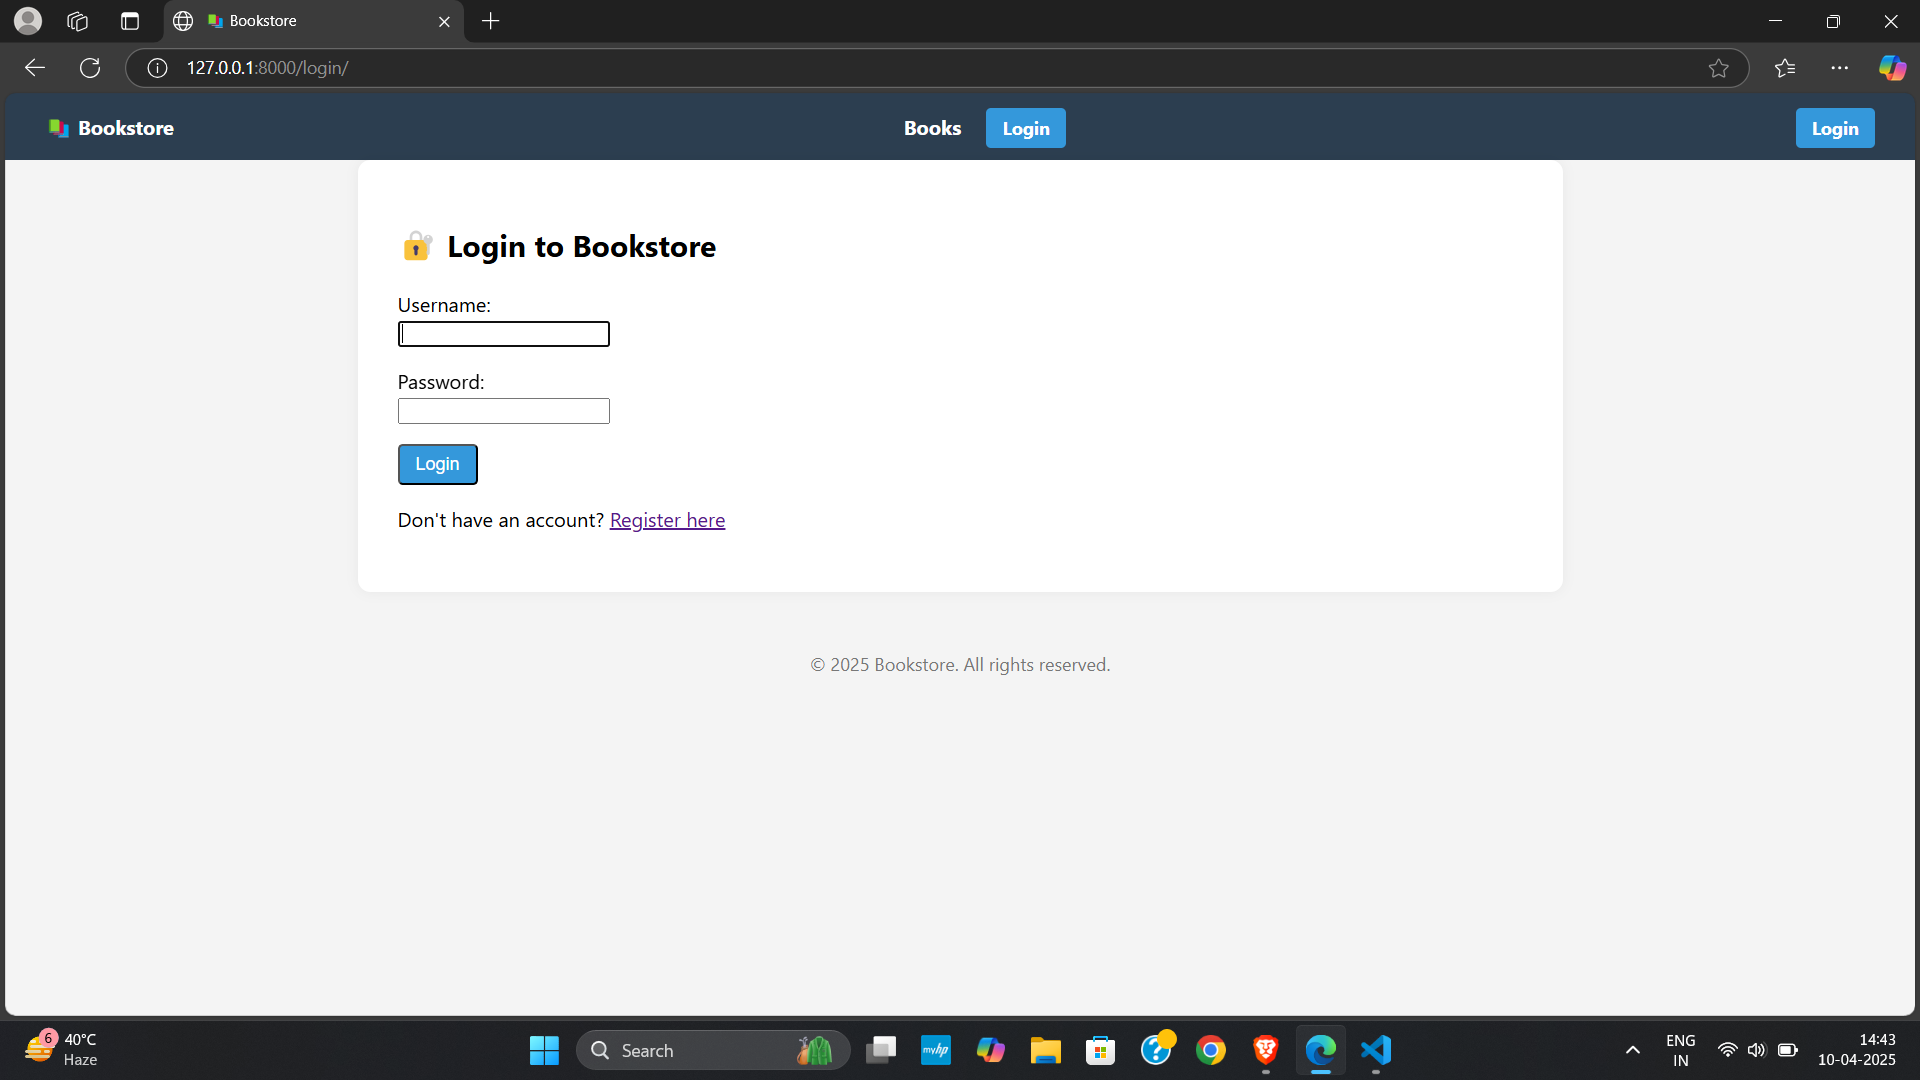 Bookstore
127.0.0.1:8000/login/
Bookstore
Books
Login
Login
Login to Bookstore
Username:
Password:
Login
Don't have an account? Register here
© 2025 Bookstore. All rights reserved.
6
40°C
Haze
Search
myhp
ENG
IN
14:43
10-04-2025